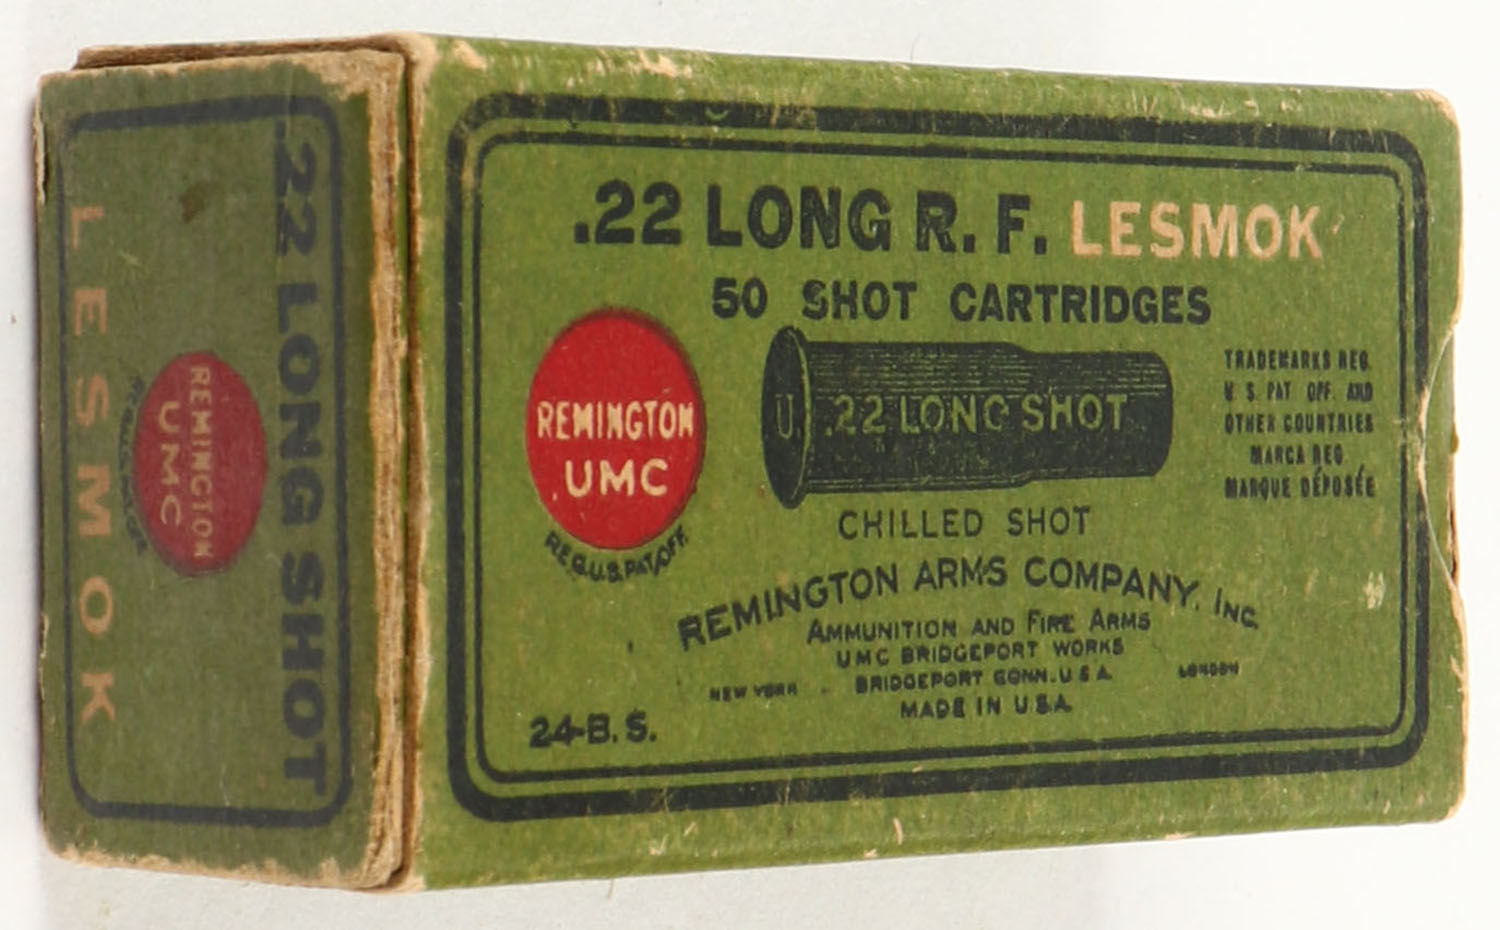 .22 LONG R. F. LESMOK
50 SHOT CARTRIDGES
REMINGTON
UMC
REG.U.S.PAT.OFF.
U. .22 LONG SHOT
TRADEMARKS REG.
U. S. PAT OFF. AND
OTHER COUNTRIES
MARCA REG
MARQUE DÉPOSÉE
CHILLED SHOT
REMINGTON ARMS COMPANY, INC.
AMMUNITION AND FIRE ARMS
UMC BRIDGEPORT WORKS
NEW YORK BRIDGEPORT CONN. U S A. LONDON
MADE IN U.S.A.
24-B. S.
.22 LONG SHOT
REMINGTON
UMC
LESMOK